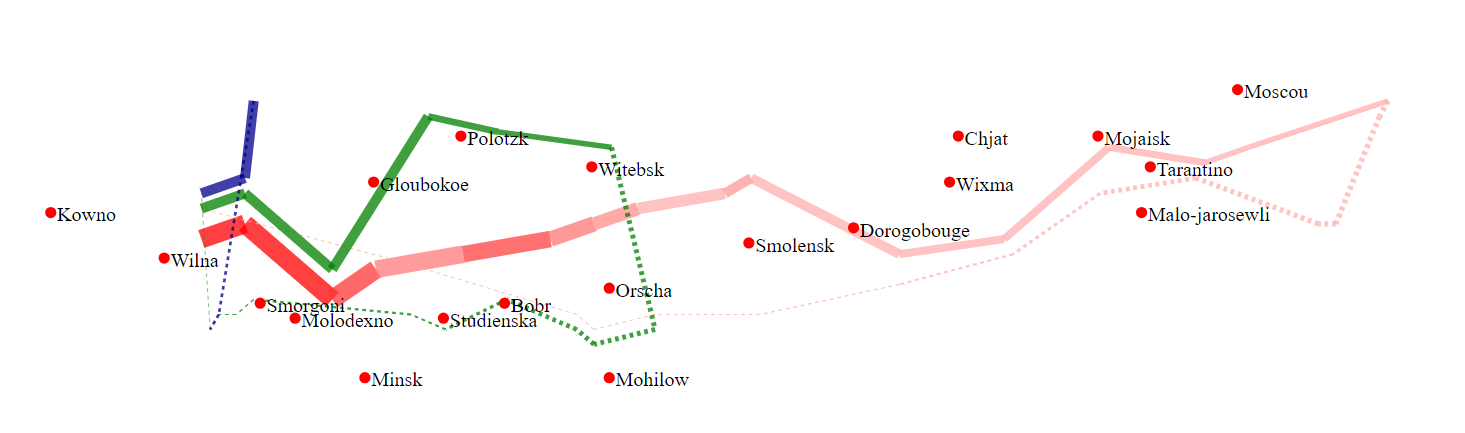 Moscou
Polotzk
Chjat
Mojaisk
Witebsk
Tarantino
Gloubokoe
Wixma
Kowno
Malo-jarosewli
Dorogobouge
Smolensk
Wilna
Orscha
Smorgoni
Bobr
Molodexno
Studienska
Minsk
Mohilow